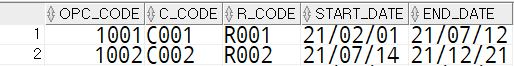 OPC_CODE C_CODE R_CODE START_DATE END_DATE
1 1001 C001 R001 21/02/01 21/07/12
2 1002 C002 R002 21/07/14 21/12/21